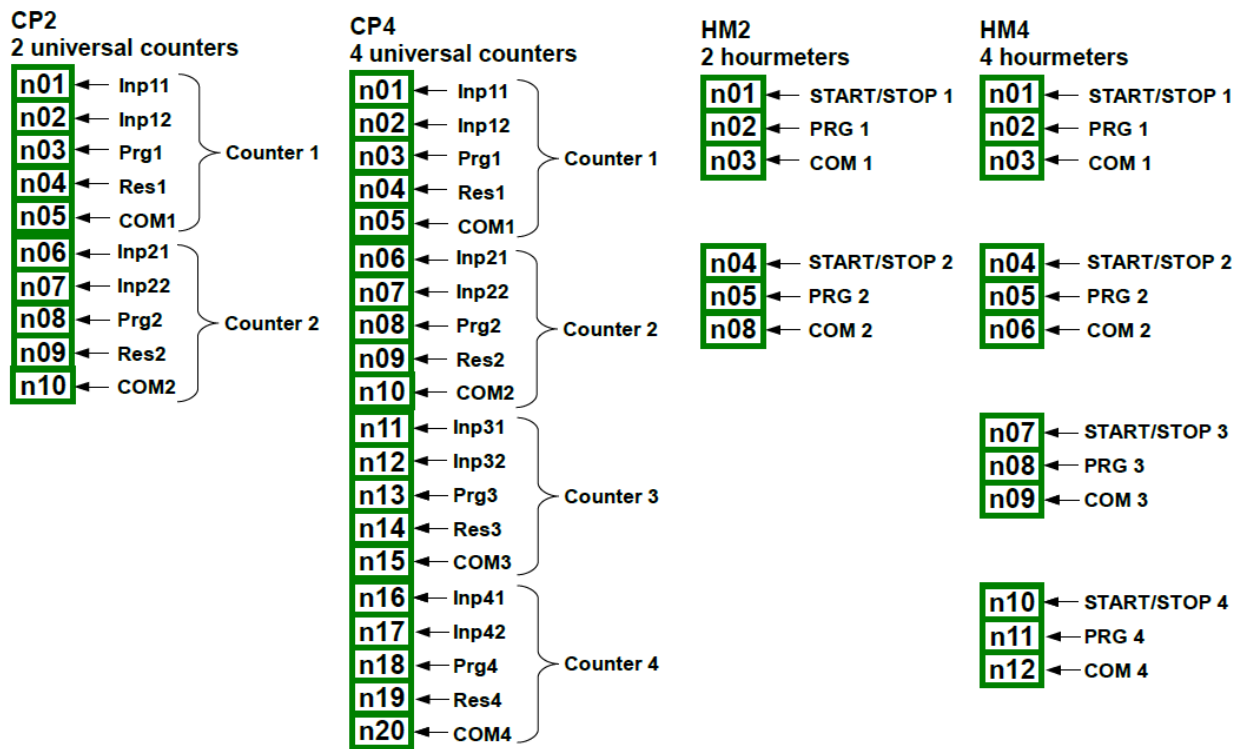 CP2
2 universal counters
n01 Inp11
n02 Inp12
n03 Prg1
n04 Res1
n05 COM1
Counter 1
n06 Inp21
n07 Inp22
n08 Prg2
n09 Res2
n10 COM2
Counter 2
CP4
4 universal counters
n01 Inp11
n02 Inp12
n03 Prg1
n04 Res1
n05 COM1
Counter 1
n06 Inp21
n07 Inp22
n08 Prg2
n09 Res2
n10 COM2
Counter 2
n11 Inp31
n12 Inp32
n13 Prg3
n14 Res3
n15 COM3
Counter 3
n16 Inp41
n17 Inp42
n18 Prg4
n19 Res4
n20 COM4
Counter 4
HM2
2 hourmeters
n01 START/STOP 1
n02 PRG 1
n03 COM 1
n04 START/STOP 2
n05 PRG 2
n08 COM 2
HM4
4 hourmeters
n01 START/STOP 1
n02 PRG 1
n03 COM 1
n04 START/STOP 2
n05 PRG 2
n06 COM 2
n07 START/STOP 3
n08 PRG 3
n09 COM 3
n10 START/STOP 4
n11 PRG 4
n12 COM 4